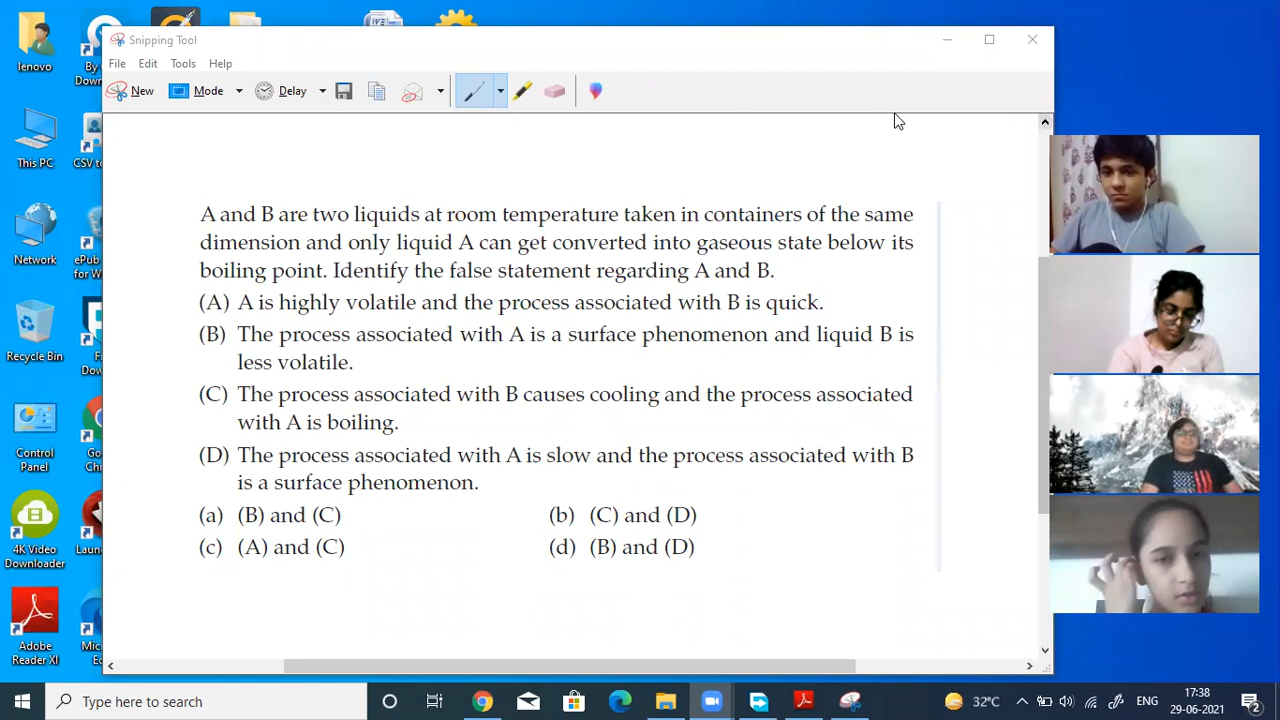 lenovo
Snipping Tool
File Edit Tools Help
New Mode Delay
This PC
Network
Recycle Bin
Control
Panel
4K Video
Downloader
Adobe
Reader XI
A and B are two liquids at room temperature taken in containers of the same
dimension and only liquid A can get converted into gaseous state below its
boiling point. Identify the false statement regarding A and B.
(A) A is highly volatile and the process associated with B is quick.
(B) The process associated with A is a surface phenomenon and liquid B is
less volatile.
(C) The process associated with B causes cooling and the process associated
with A is boiling.
(D) The process associated with A is slow and the process associated with B
is a surface phenomenon.
(a) (B) and (C) (b) (C) and (D)
(c) (A) and (C) (d) (B) and (D)
Type here to search
32°C ENG 17:38
29-06-2021 2